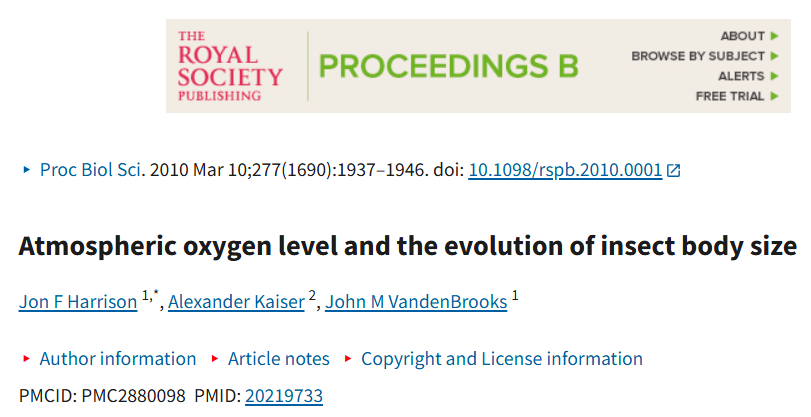 THE
ROYAL
SOCIETY
PUBLISHING
PROCEEDINGS B
ABOUT
BROWSE BY SUBJECT
ALERTS
FREE TRIAL
Proc Biol Sci. 2010 Mar 10;277(1690):1937–1946. doi: 10.1098/rspb.2010.0001
Atmospheric oxygen level and the evolution of insect body size
Jon F Harrison 1,*, Alexander Kaiser 2, John M VandenBrooks 1
Author information Article notes Copyright and License information
PMCID: PMC2880098 PMID: 20219733